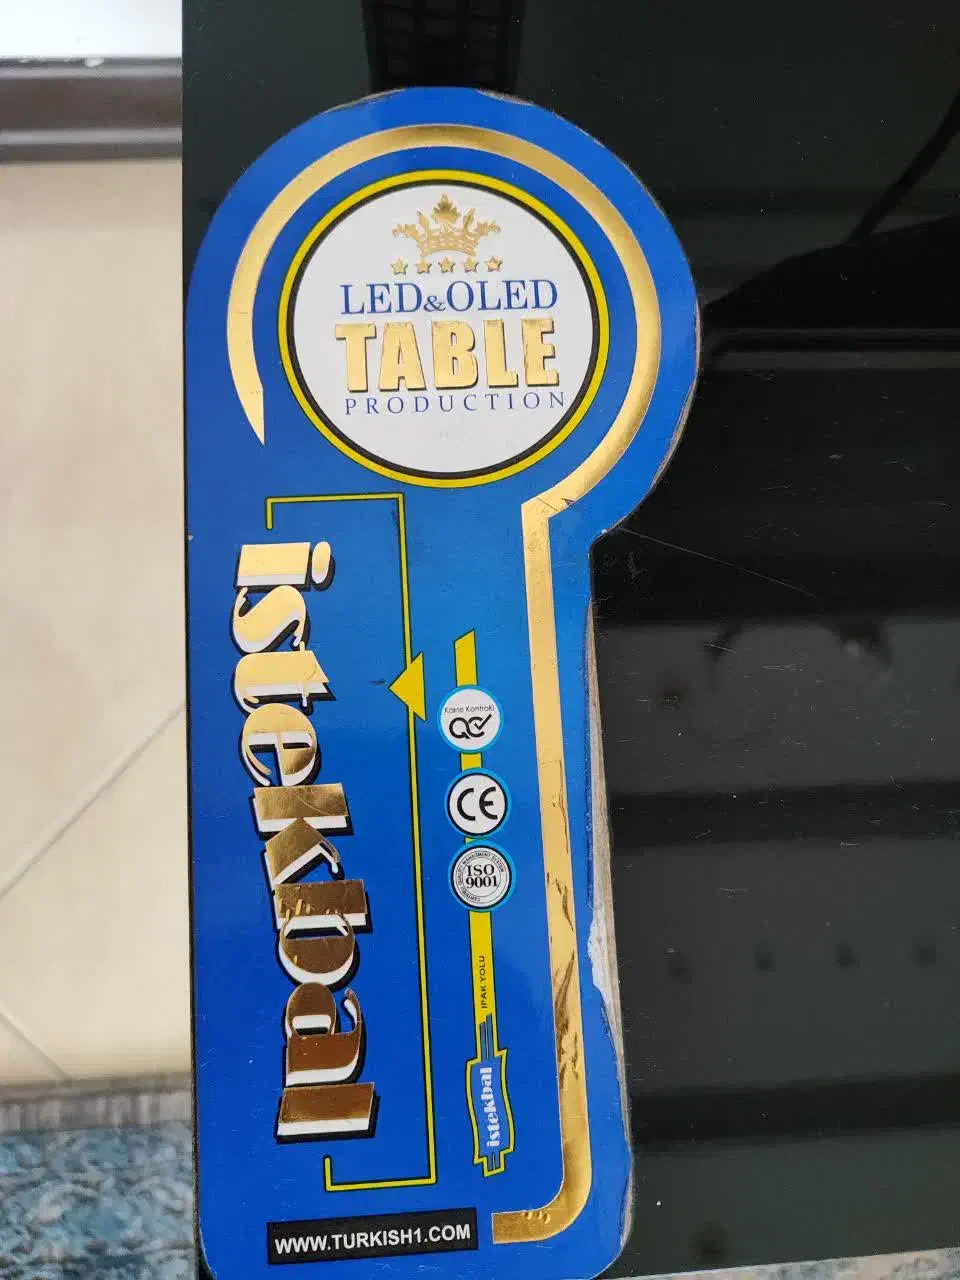 LED&OLED
TABLE
PRODUCTION
istekbal
Kalite Kontrolü
QC
CE
ISO
9001
IPAK YOLU
istekbal
WWW.TURKISH1.COM